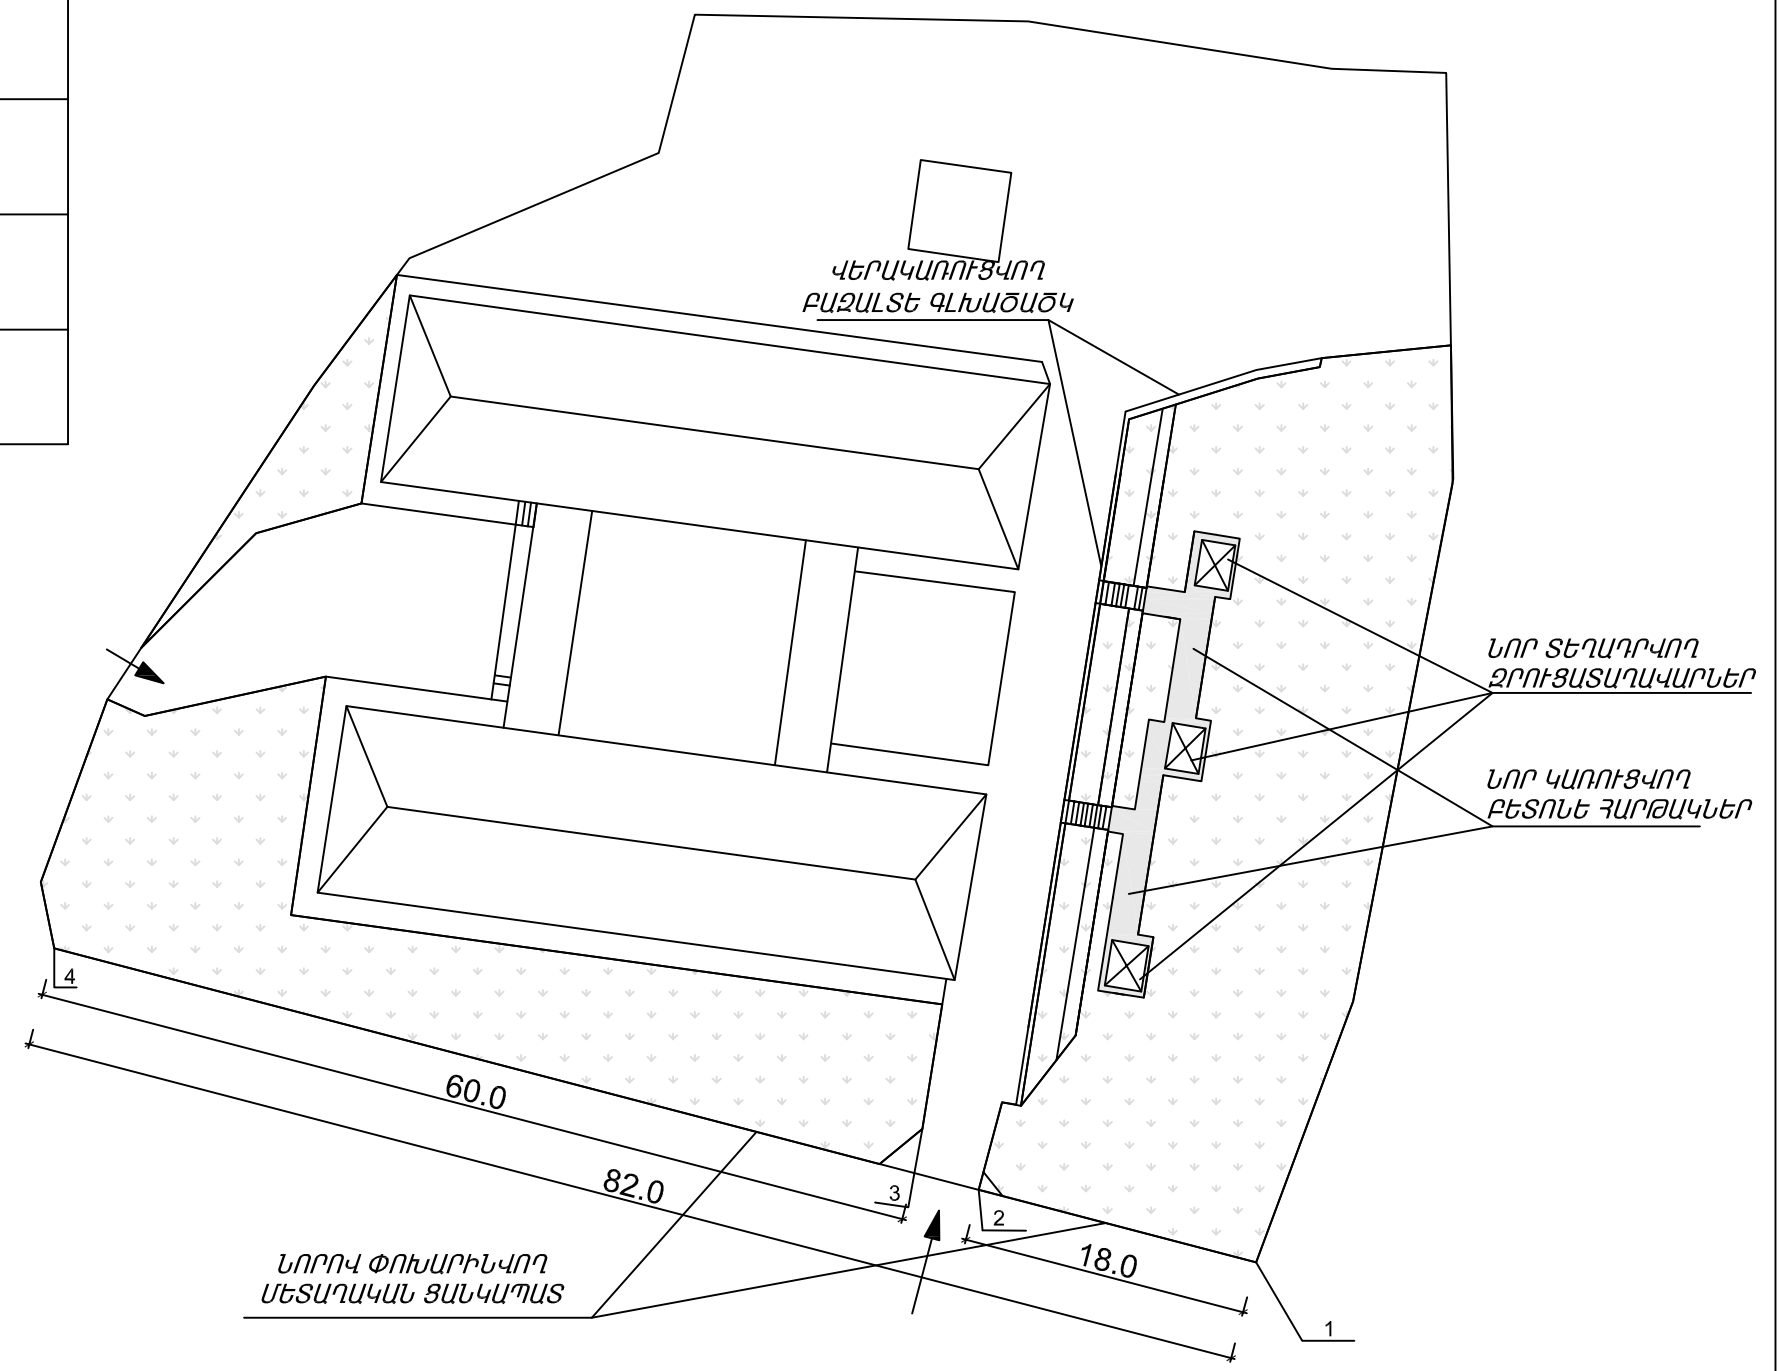 ՎԵՐԱԿԱՌՈՒՑՎՈՂ
ԲԱԶԱԼՏԵ ԳԼԽԱԾԱԾԿ
ՆՈՐ ՏԵՂԱԴՐՎՈՂ
ԶՐՈՒՑԱՏԱՂԱՎԱՐՆԵՐ
ՆՈՐ ԿԱՌՈՒՑՎՈՂ
ԲԵՏՈՆԵ ՀԱՐԹԱԿՆԵՐ
4
60.0
82.0
3
2
18.0
ՆՈՐՈՎ ՓՈԽԱՐԻՆՎՈՂ
ՄԵՏԱՂԱԿԱՆ ՑԱՆԿԱՊԱՏ
1